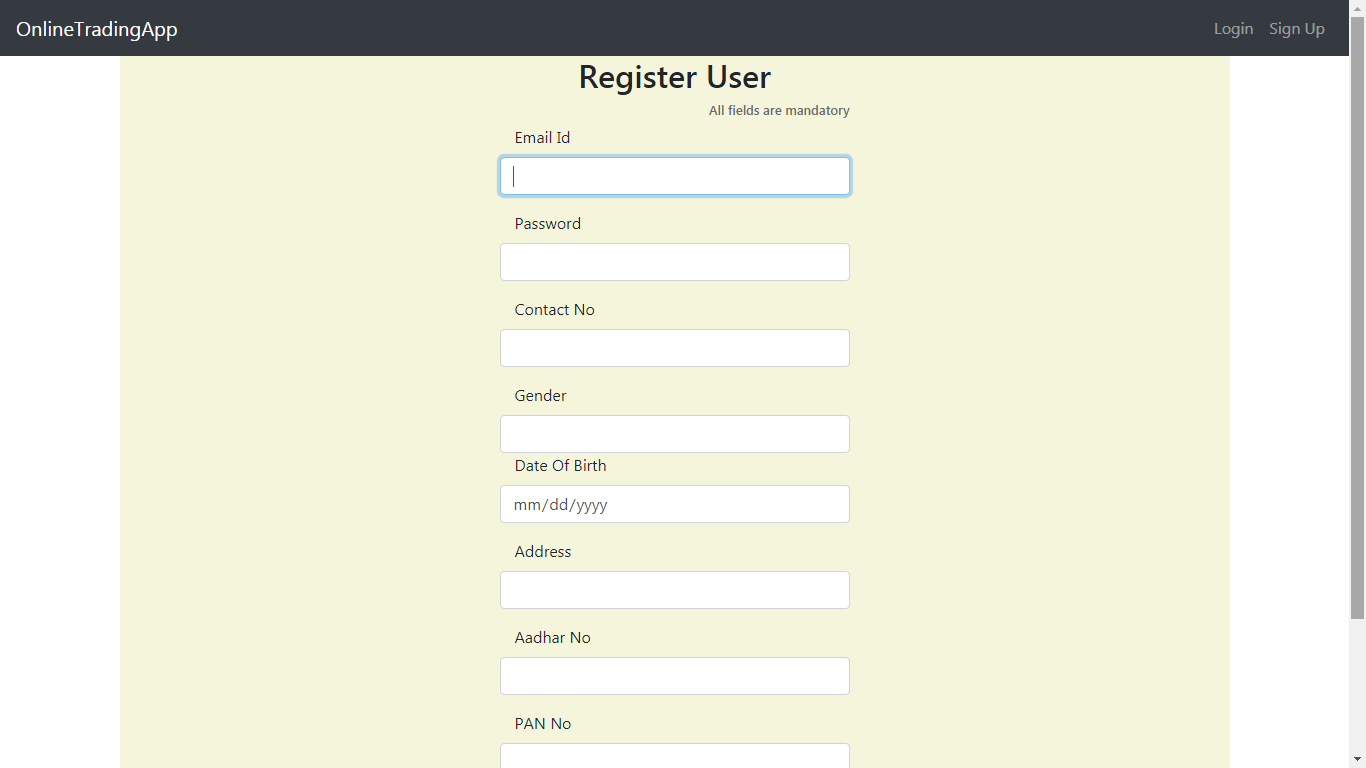 OnlineTradingApp Login Sign Up
Register User
All fields are mandatory
Email Id
Password
Contact No
Gender
Date Of Birth
mm/dd/yyyy
Address
Aadhar No
PAN No